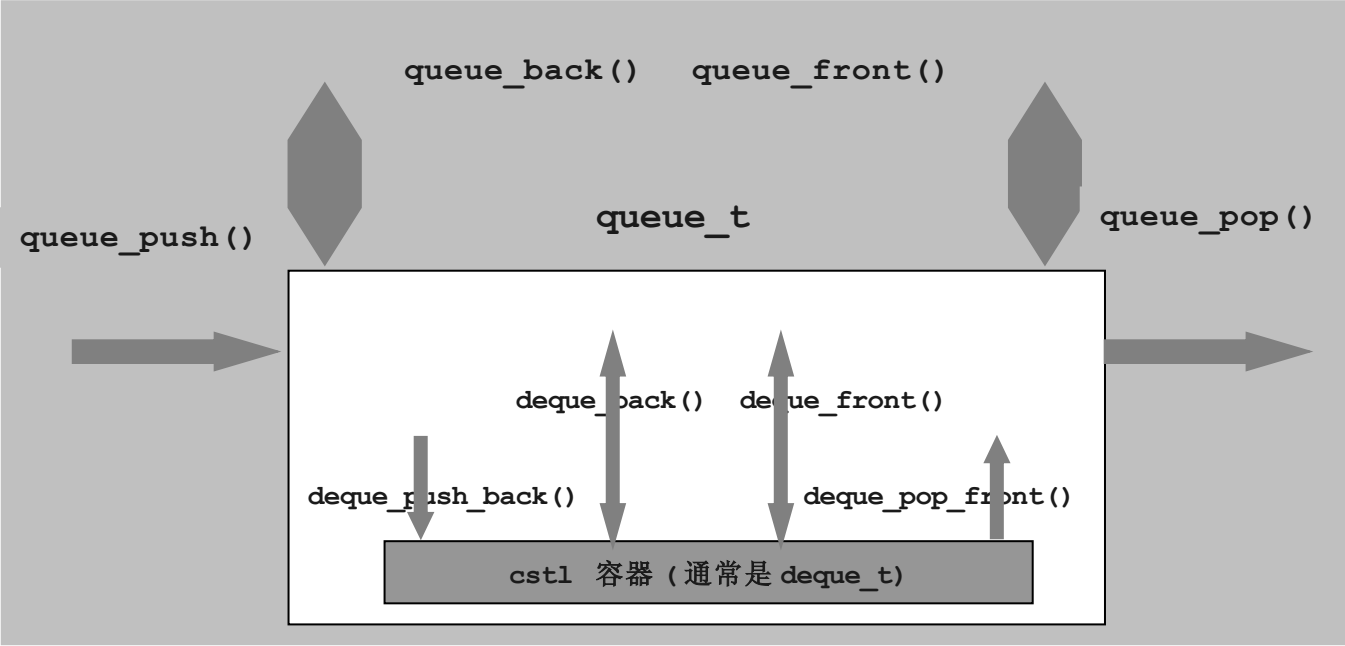 queue_back() queue_front()
queue_t
queue_push()
queue_pop()
deque_back() deque_front()
deque_push_back() deque_pop_front()
cstl 容器 (通常是 deque_t)